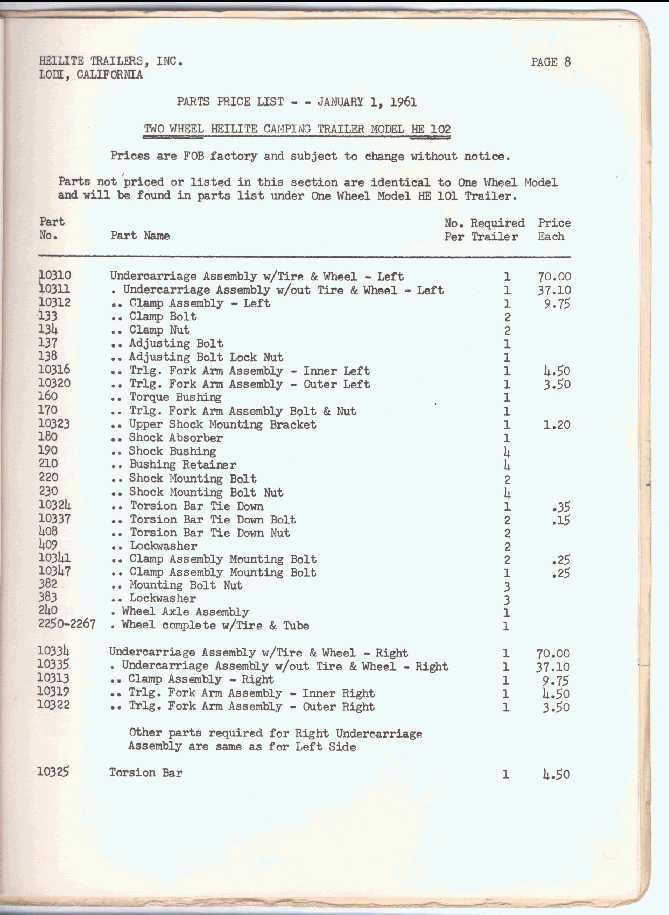 HEILITE TRAILERS, INC. PAGE 8
LODI, CALIFORNIA
PARTS PRICE LIST - - JANUARY 1, 1961
TWO WHEEL HEILITE CAMPING TRAILER MODEL HE 102
Prices are FOB factory and subject to change without notice.
Parts not priced or listed in this section are identical to One Wheel Model
and will be found in parts list under One Wheel Model HE 101 Trailer.
Part No. Required Price
No. Part Name Per Trailer Each
10310 Undercarriage Assembly w/Tire & Wheel - Left 1 70.00
10311 . Undercarriage Assembly w/out Tire & Wheel - Left 1 37.10
10312 .. Clamp Assembly - Left 1 9.75
133 .. Clamp Bolt 2
134 .. Clamp Nut 2
137 .. Adjusting Bolt 1
138 .. Adjusting Bolt Lock Nut 1
10316 .. Trlg. Fork Arm Assembly - Inner Left 1 4.50
10320 .. Trlg. Fork Arm Assembly - Outer Left 1 3.50
160 .. Torque Bushing 1
170 .. Trlg. Fork Arm Assembly Bolt & Nut 1
10323 .. Upper Shock Mounting Bracket 1 1.20
180 .. Shock Absorber 1
190 .. Shock Bushing 4
210 .. Bushing Retainer 4
220 .. Shock Mounting Bolt 2
230 .. Shock Mounting Bolt Nut 4
10324 .. Torsion Bar Tie Down 1 .35
10337 .. Torsion Bar Tie Down Bolt 2 .15
408 .. Torsion Bar Tie Down Nut 2
409 .. Lockwasher 2
10341 .. Clamp Assembly Mounting Bolt 2 .25
10347 .. Clamp Assembly Mounting Bolt 1 .25
382 .. Mounting Bolt Nut 3
383 .. Lockwasher 3
240 . Wheel Axle Assembly 1
2250-2267 . Wheel complete w/Tire & Tube 1
10334 Undercarriage Assembly w/Tire & Wheel - Right 1 70.00
10335 . Undercarriage Assembly w/out Tire & Wheel - Right 1 37.10
10313 .. Clamp Assembly - Right 1 9.75
10319 .. Trlg. Fork Arm Assembly - Inner Right 1 4.50
10322 .. Trlg. Fork Arm Assembly - Outer Right 1 3.50
Other parts required for Right Undercarriage
Assembly are same as for Left Side
10325 Torsion Bar 1 4.50